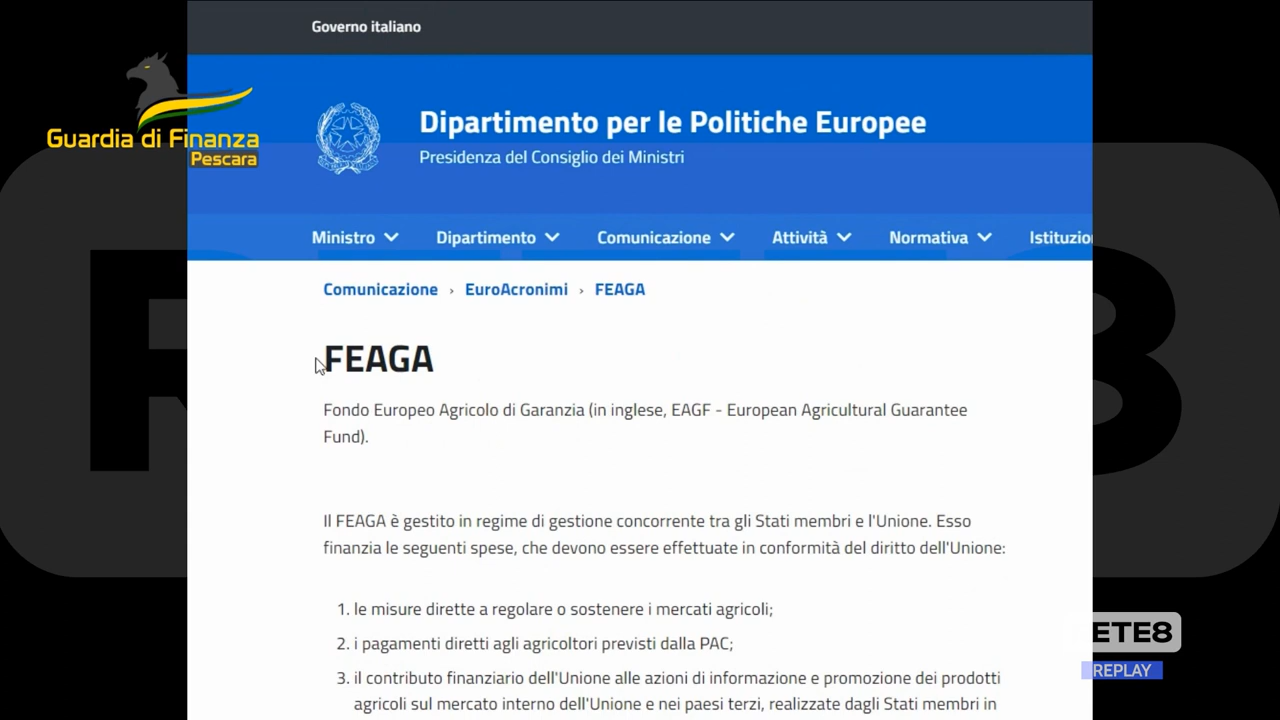 Governo italiano
Guardia di Finanza
Pescara
Dipartimento per le Politiche Europee
Presidenza del Consiglio dei Ministri
Ministro Dipartimento Comunicazione Attività Normativa
Comunicazione › EuroAcronimi › FEAGA
FEAGA
Fondo Europeo Agricolo di Garanzia (in inglese, EAGF - European Agricultural Guarantee
Fund).
Il FEAGA è gestito in regime di gestione concorrente tra gli Stati membri e l'Unione. Esso
finanzia le seguenti spese, che devono essere effettuate in conformità del diritto dell'Unione:
1. le misure dirette a regolare o sostenere i mercati agricoli;
2. i pagamenti diretti agli agricoltori previsti dalla PAC;
3. il contributo finanziario dell'Unione alle azioni di informazione e promozione dei prodotti
agricoli sul mercato interno dell'Unione e nei paesi terzi, realizzate dagli Stati membri in
ETE8
REPLAY